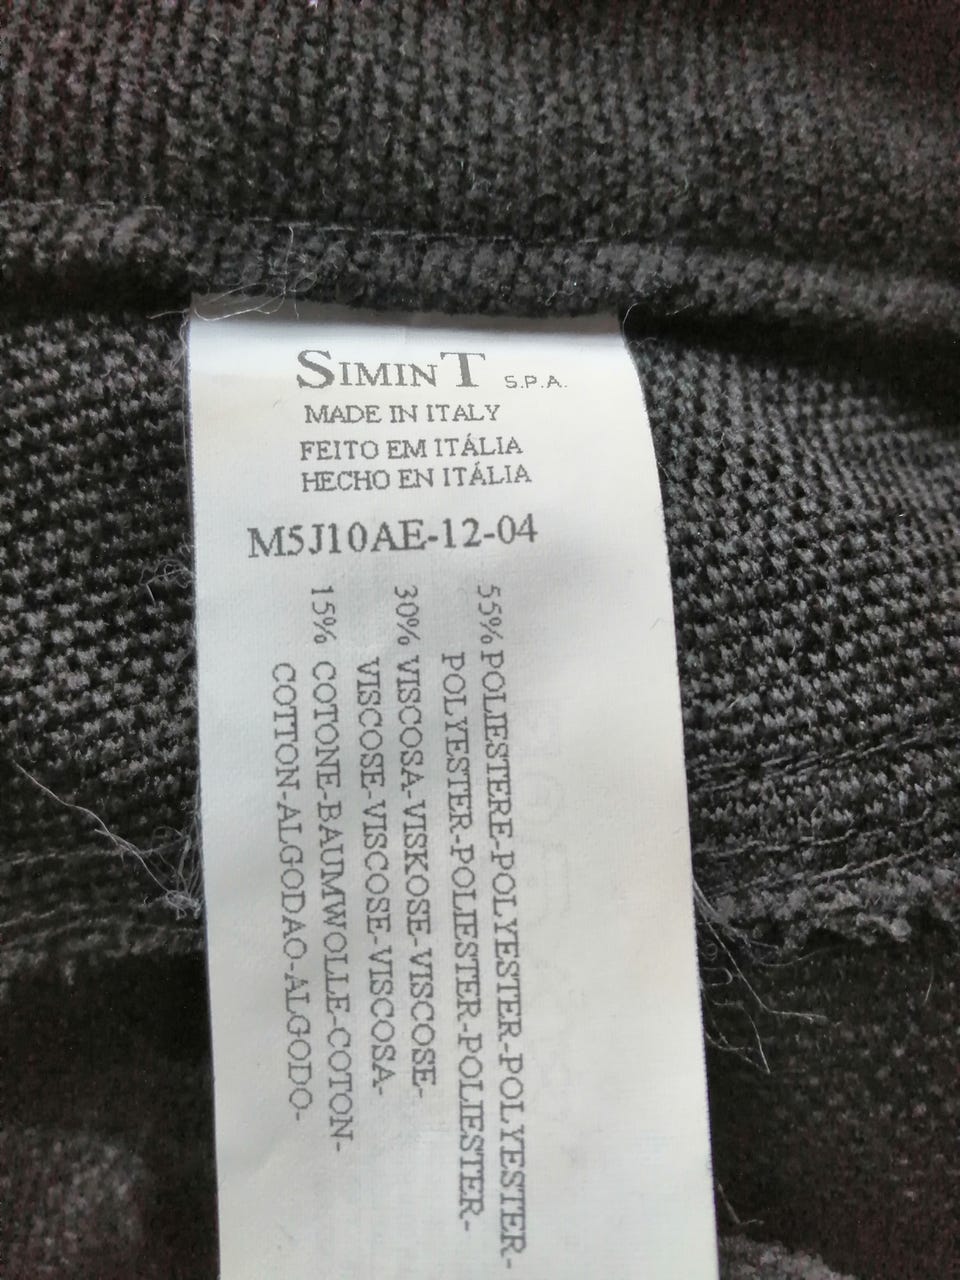 SIMINT S.P.A.
MADE IN ITALY
FEITO EM ITÁLIA
HECHO EN ITÁLIA
M5J10AE-12-04
55% POLIESTERE-POLYESTER-POLYESTER-
POLYESTER-POLIESTER-POLIESTER-
30% VISCOSA-VISKOSE-VISCOSE-
VISCOSE-VISCOSE-VISCOSA-
15% COTONE-BAUMWOLLE-COTON-
COTTON-ALGODAO-ALGODO-